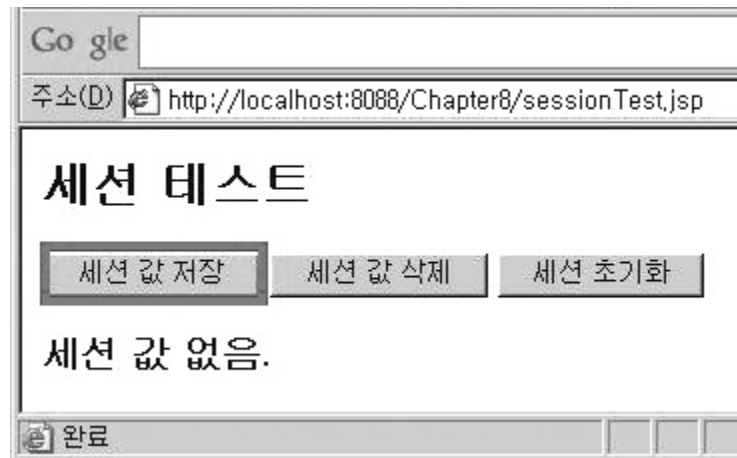 Go gle
주소(D) http://localhost:8088/Chapter8/sessionTest.jsp
세션 테스트
세션 값 저장 세션 값 삭제 세션 초기화
세션 값 없음.
완료